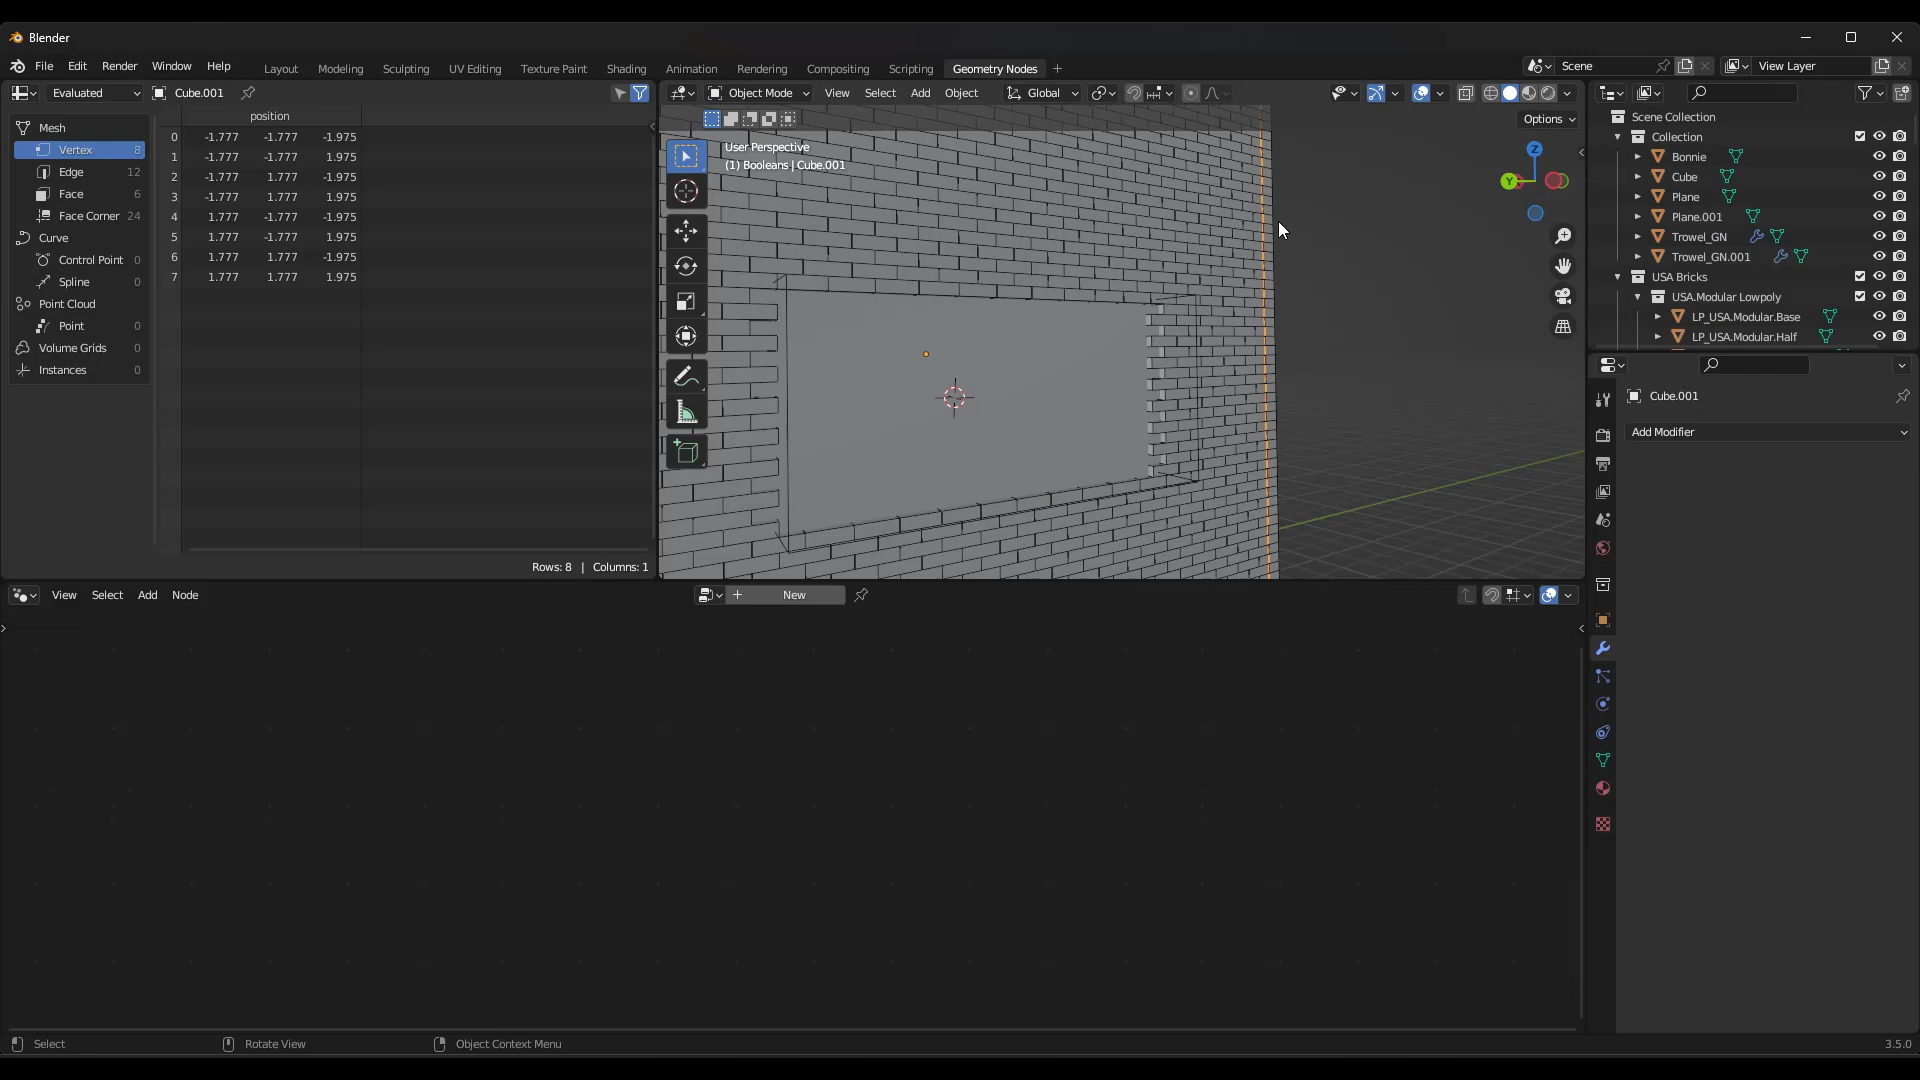 Blender
File Edit Render Window Help Layout Modeling Sculpting UV Editing Texture Paint Shading Animation Rendering Compositing Scripting Geometry Nodes + Scene View Layer
Evaluated Cube.001 Object Mode View Select Add Object Global
position Options
Mesh
Vertex 8
Edge 12
Face 6
Face Corner 24
Curve
Control Point 0
Spline 0
Point Cloud
Point 0
Volume Grids 0
Instances 0
0 -1.777 -1.777 -1.975
1 -1.777 -1.777 1.975
2 -1.777 1.777 -1.975
3 -1.777 1.777 1.975
4 1.777 -1.777 -1.975
5 1.777 -1.777 1.975
6 1.777 1.777 -1.975
7 1.777 1.777 1.975
Rows: 8 | Columns: 1
User Perspective
(1) Booleans | Cube.001
Z
Y
Scene Collection
Collection
Bonnie
Cube
Plane
Plane.001
Trowel_GN
Trowel_GN.001
USA Bricks
USA.Modular Lowpoly
LP_USA.Modular.Base
LP_USA.Modular.Half
Cube.001
Add Modifier
View Select Add Node + New
Select Rotate View Object Context Menu 3.5.0